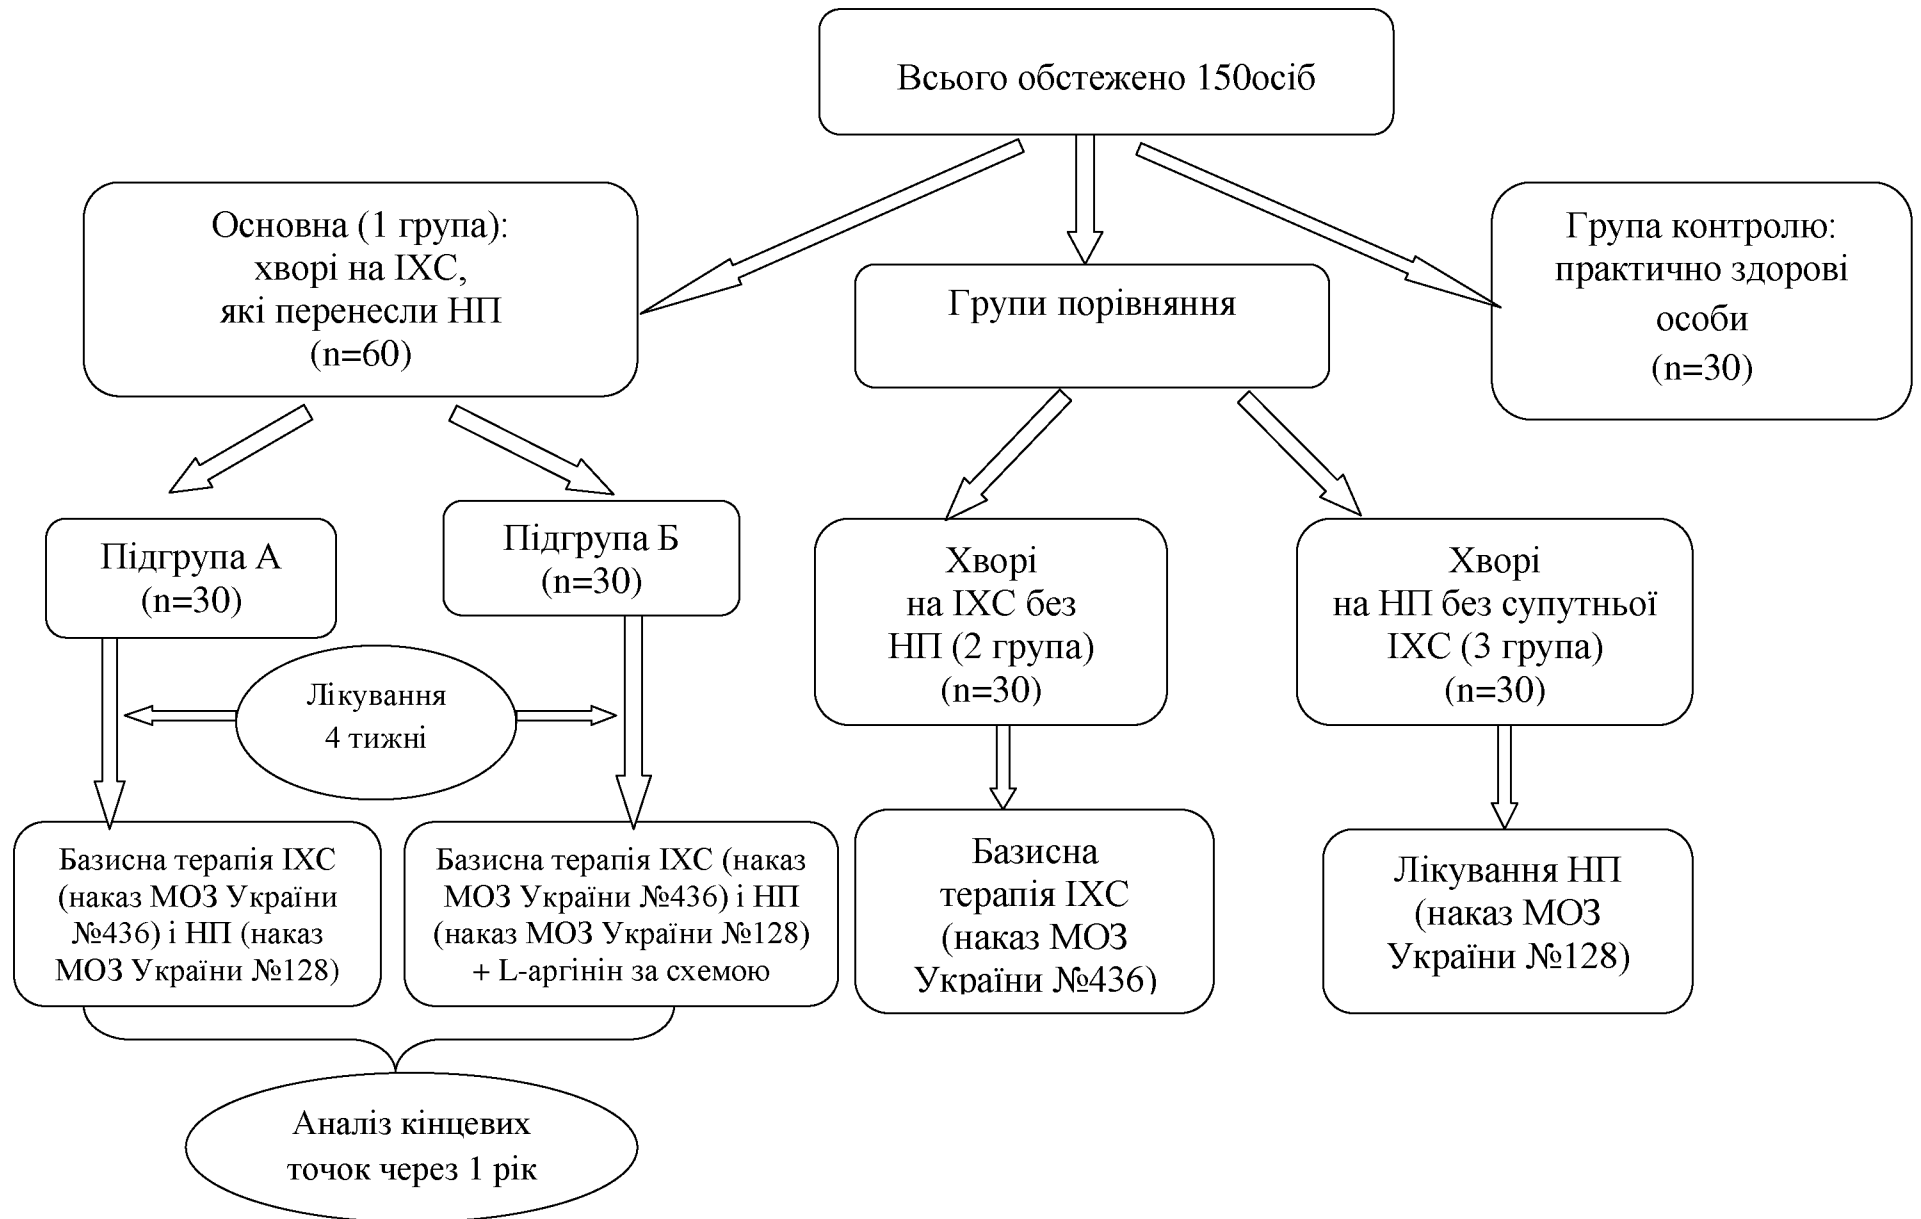 Всього обстежено 150осіб
Основна (1 група):
хворі на ІХС,
які перенесли НП
(n=60)
Групи порівняння
Група контролю:
практично здорові
особи
(n=30)
Підгрупа А
(n=30)
Підгрупа Б
(n=30)
Хворі
на ІХС без
НП (2 група)
(n=30)
Хворі
на НП без супутньої
ІХС (3 група)
(n=30)
Лікування
4 тижні
Базисна терапія ІХС
(наказ МОЗ України
№436) і НП (наказ
МОЗ України №128)
Базисна терапія ІХС (наказ
МОЗ України №436) і НП
(наказ МОЗ України №128)
+ L-аргінін за схемою
Базисна
терапія ІХС
(наказ МОЗ
України №436)
Лікування НП
(наказ МОЗ
України №128)
Аналіз кінцевих
точок через 1 рік